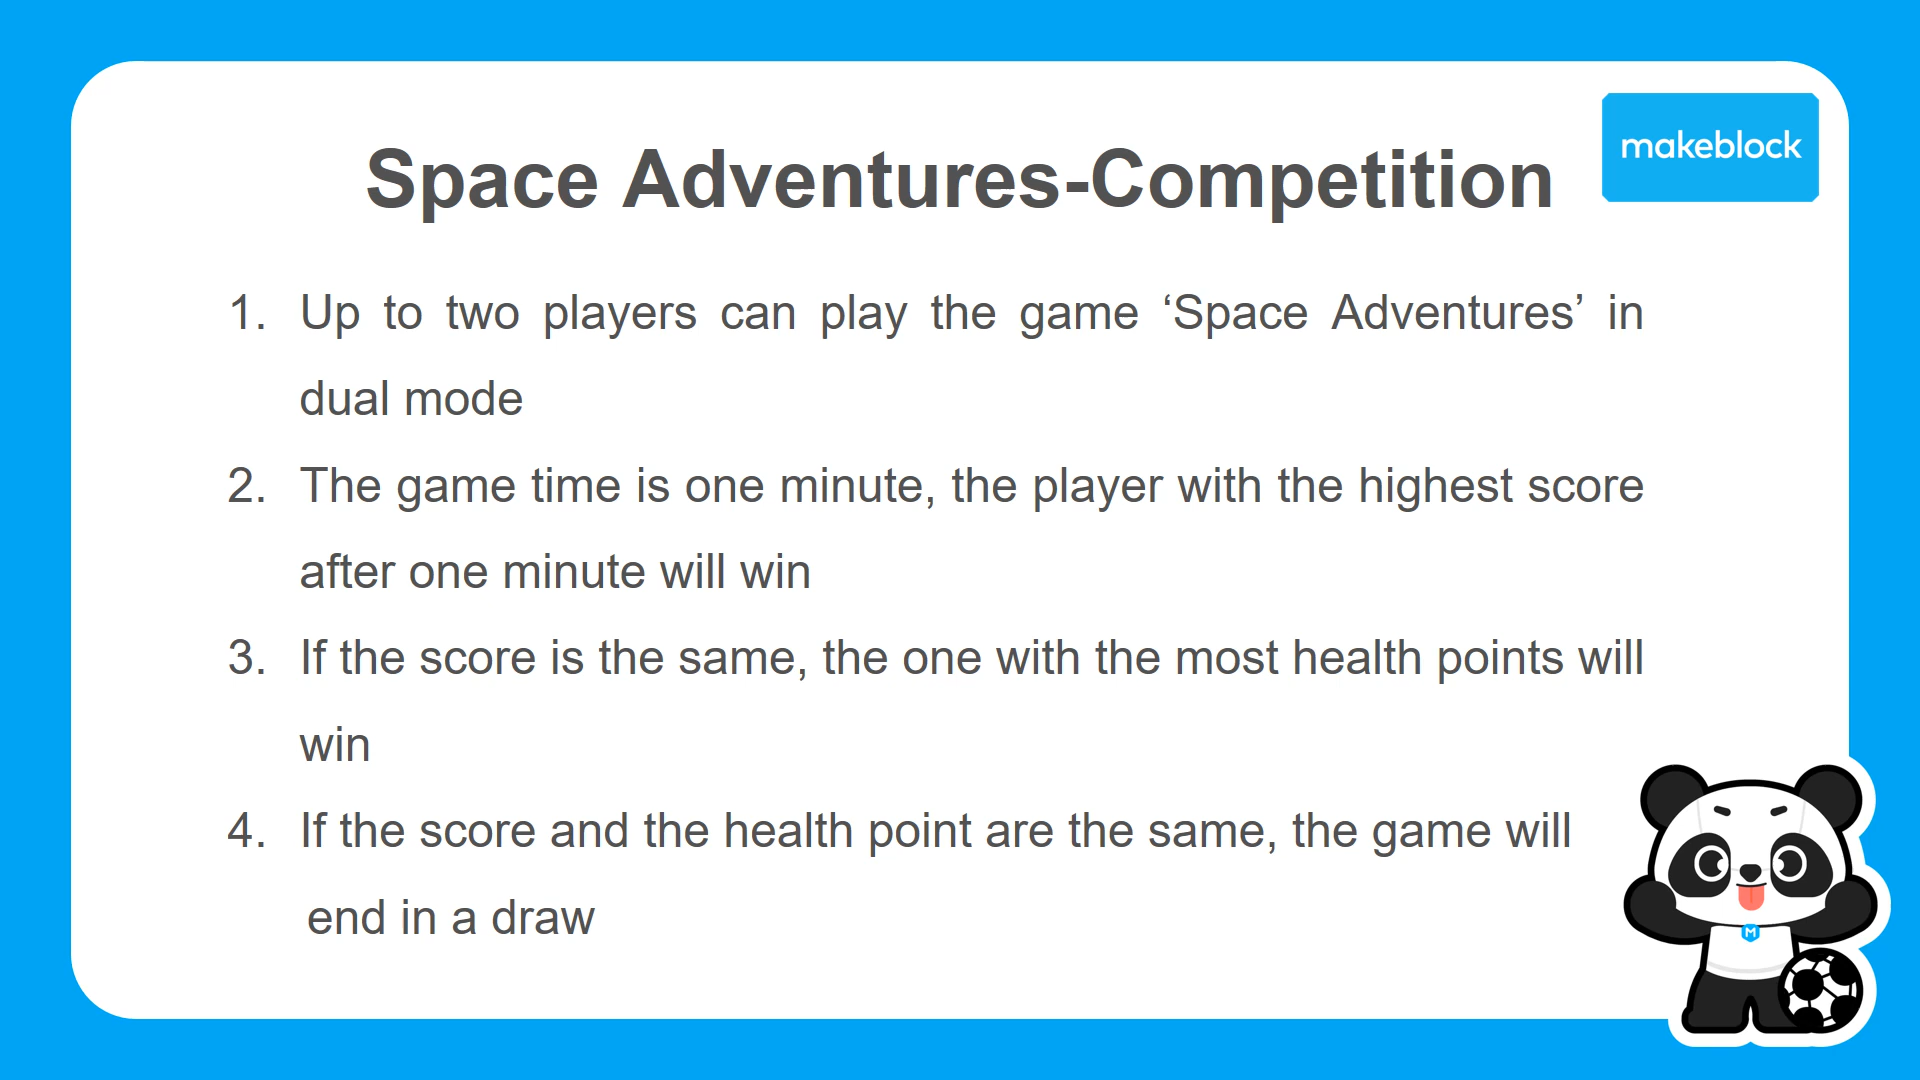 makeblock
Space Adventures-Competition
1. Up to two players can play the game ‘Space Adventures’ in
dual mode
2. The game time is one minute, the player with the highest score
after one minute will win
3. If the score is the same, the one with the most health points will
win
4. If the score and the health point are the same, the game will
end in a draw
M